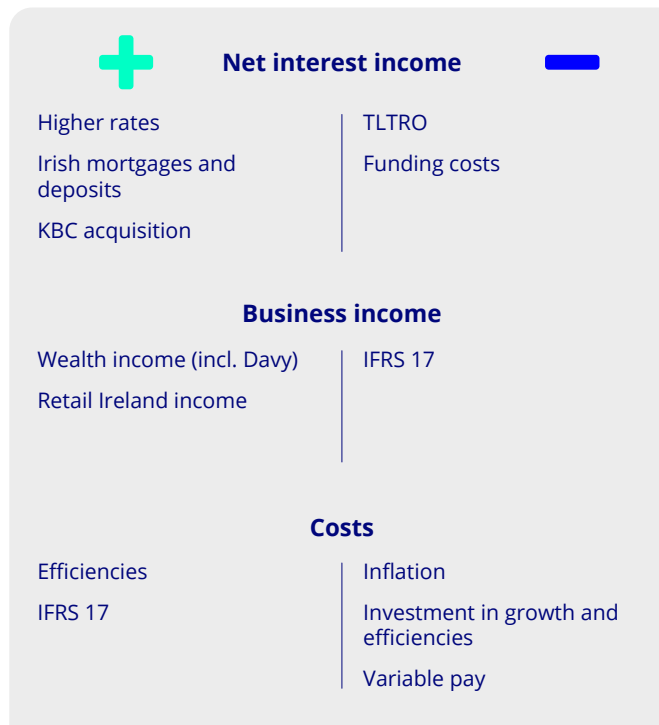 Net interest income
Higher rates
Irish mortgages and
deposits
KBC acquisition
TLTRO
Funding costs
Business income
Wealth income (incl. Davy)
Retail Ireland income
IFRS 17
Costs
Efficiencies
IFRS 17
Inflation
Investment in growth and
efficiencies
Variable pay